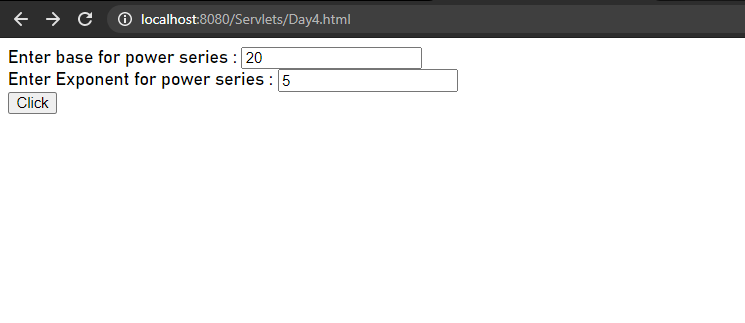 localhost:8080/Servlets/Day4.html
Enter base for power series : 20
Enter Exponent for power series : 5
Click